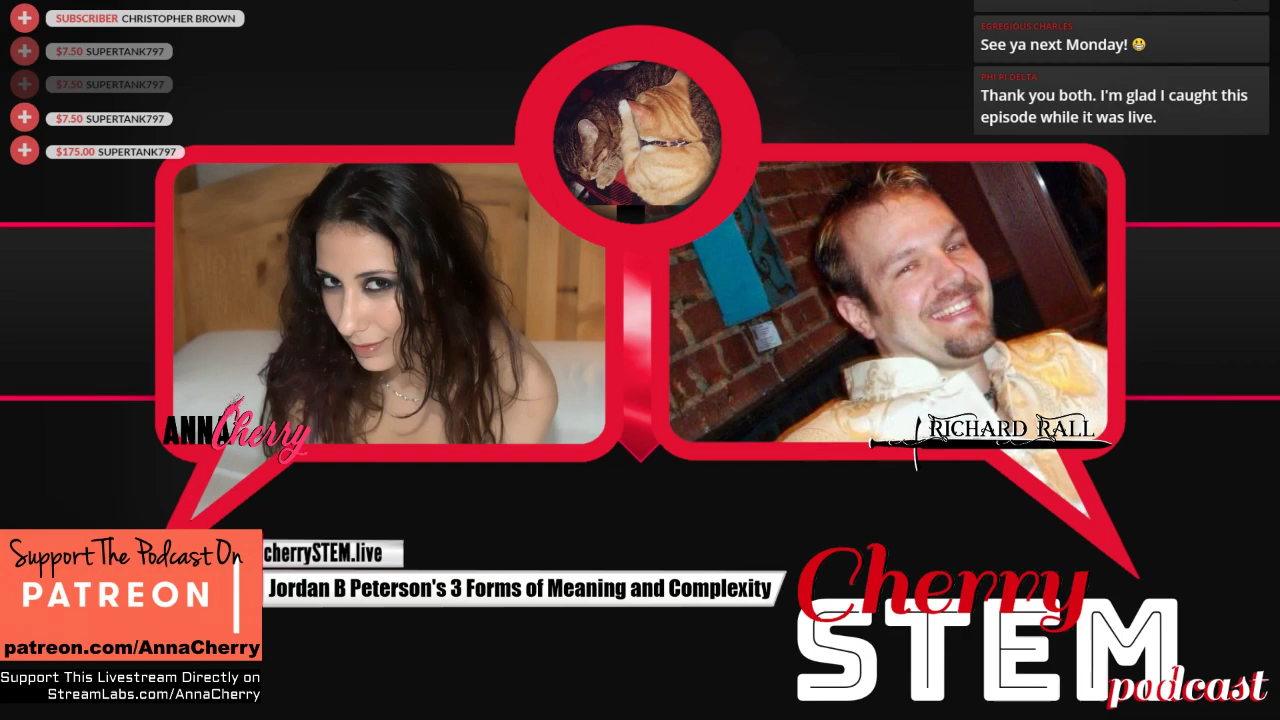 SUBSCRIBER CHRISTOPHER BROWN
$7.50 SUPERTANK797
$7.50 SUPERTANK797
$7.50 SUPERTANK797
$175.00 SUPERTANK797
EGREGIOUS CHARLES
See ya next Monday! 😀
PHI PI DELTA
Thank you both. I'm glad I caught this
episode while it was live.
ANNA Cherry
RICHARD RALL
Support The Podcast On
PATREON
patreon.com/AnnaCherry
Support This Livestream Directly on
StreamLabs.com/AnnaCherry
cherrySTEM.live
Jordan B Peterson's 3 Forms of Meaning and Complexity
Cherry
STEM
podcast